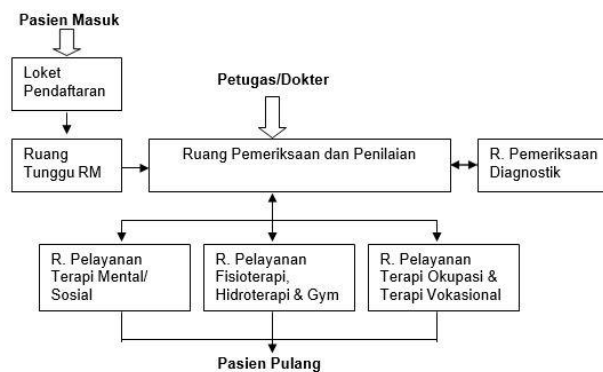 Pasien Masuk
Loket
Pendaftaran
Petugas/Dokter
Ruang
Tunggu RM
Ruang Pemeriksaan dan Penilaian
R. Pemeriksaan
Diagnostik
R. Pelayanan
Terapi Mental/
Sosial
R. Pelayanan
Fisioterapi,
Hidroterapi & Gym
R. Pelayanan
Terapi Okupasi &
Terapi Vokasional
Pasien Pulang